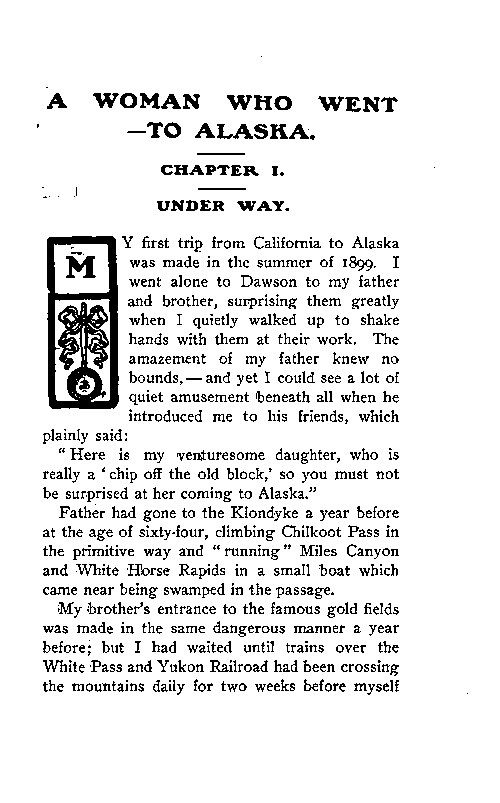 A WOMAN WHO WENT
—TO ALASKA.
CHAPTER I.
UNDER WAY.
MY first trip from California to Alaska
was made in the summer of 1899. I
went alone to Dawson to my father
and brother, surprising them greatly
when I quietly walked up to shake
hands with them at their work. The
amazement of my father knew no
bounds,—and yet I could see a lot of
quiet amusement beneath all when he
introduced me to his friends, which
plainly said:
"Here is my venturesome daughter, who is
really a 'chip off the old block,' so you must not
be surprised at her coming to Alaska."
Father had gone to the Klondyke a year before
at the age of sixty-four, climbing Chilkoot Pass in
the primitive way and "running" Miles Canyon
and White Horse Rapids in a small boat which
came near being swamped in the passage.
My brother's entrance to the famous gold fields
was made in the same dangerous manner a year
before; but I had waited until trains over the
White Pass and Yukon Railroad had been crossing
the mountains daily for two weeks before myself